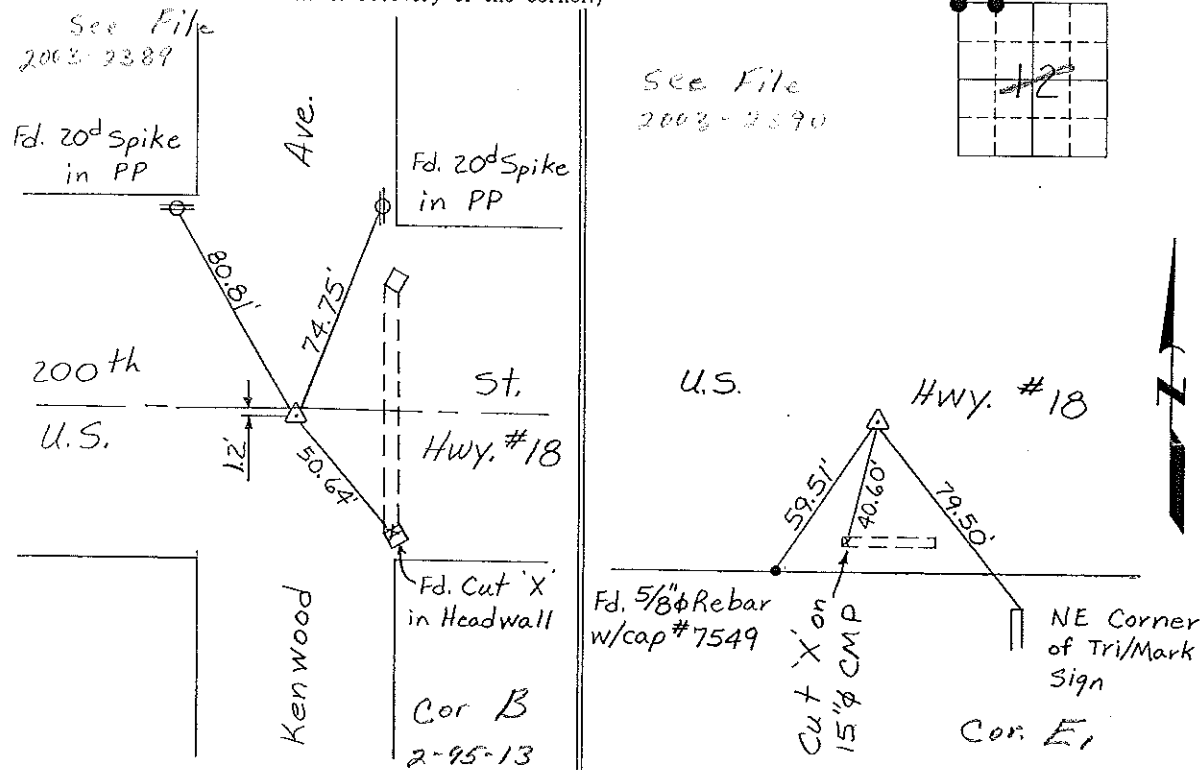 See File
2003-2389
Fd. 20d Spike
in PP
Ave.
Fd. 20d Spike
in PP
80.81'
74.75'
200th
St.
U.S.
Hwy. #18
1.2'
50.64'
Fd. Cut 'X'
in Headwall
Kenwood
Cor B
2-95-13
See File
2003-2390
12
U.S.
Hwy. #18
N
59.51'
40.60'
79.50'
Fd. 5/8"ϕ Rebar
w/cap #7549
Cut 'X' on
15"ϕ CMP
NE Corner
of Tri/Mark
Sign
Cor. E,